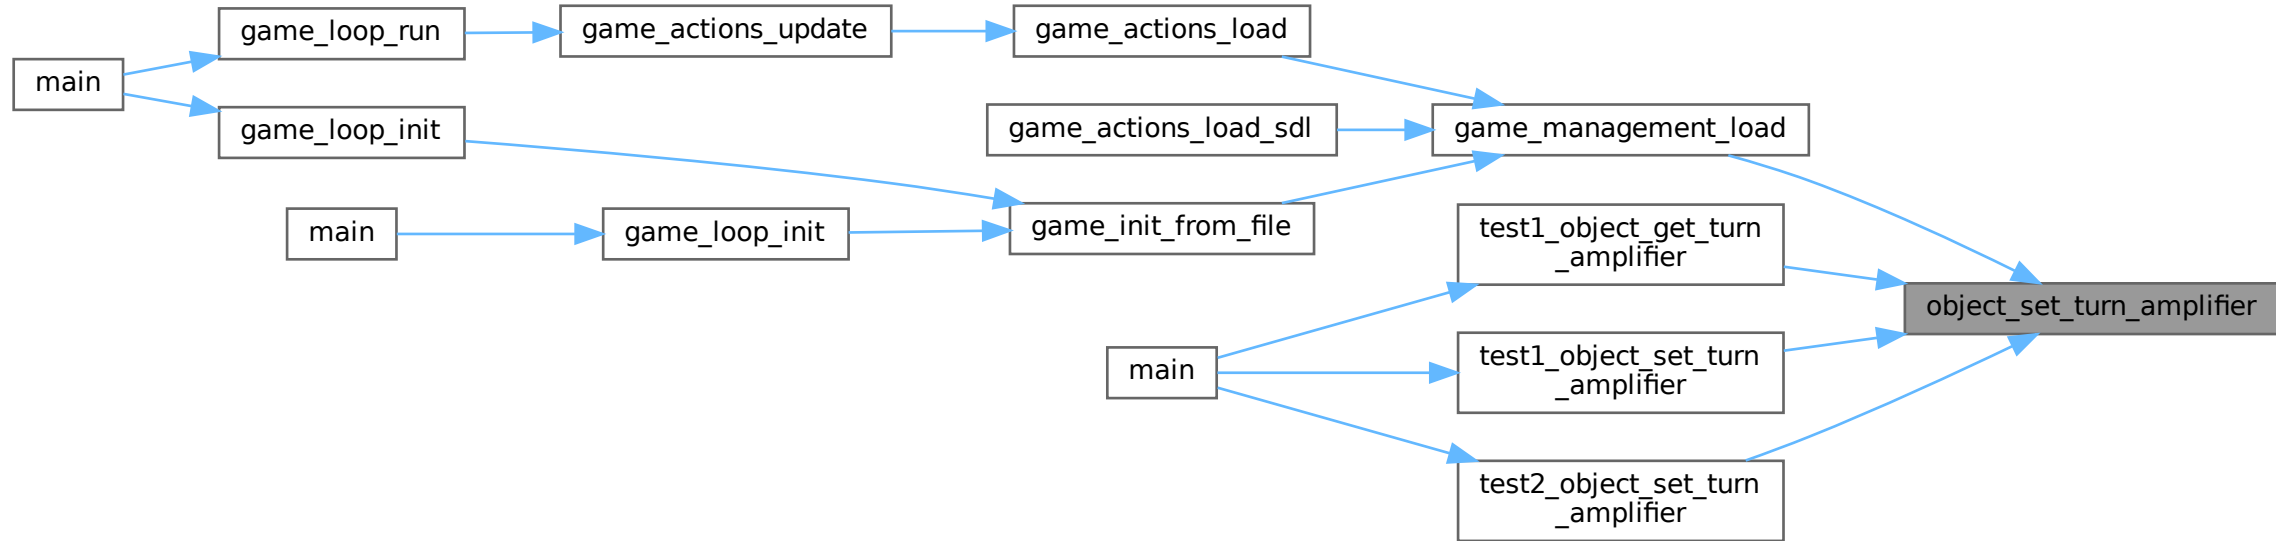 game_loop_run
game_actions_update
game_actions_load
main
game_loop_init
game_actions_load_sdl
game_management_load
main
game_loop_init
game_init_from_file
test1_object_get_turn
_amplifier
object_set_turn_amplifier
main
test1_object_set_turn
_amplifier
test2_object_set_turn
_amplifier